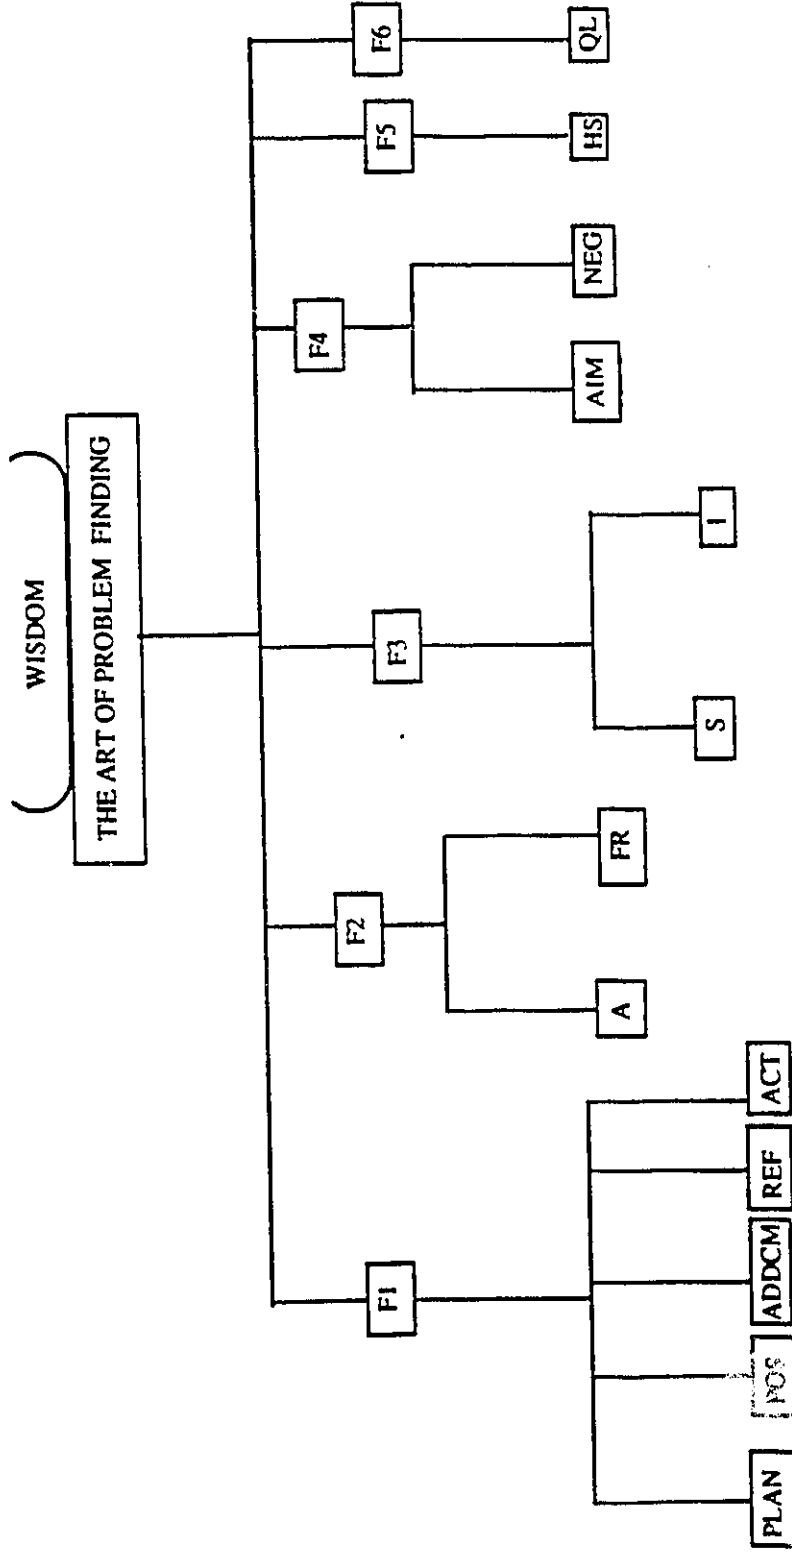 WISDOM
THE ART OF PROBLEM FINDING
F1
F2
F3
F4
F5
F6
A
FR
S
I
AIM
NEG
HS
QL
PLAN
POS
ADDCM
REF
ACT